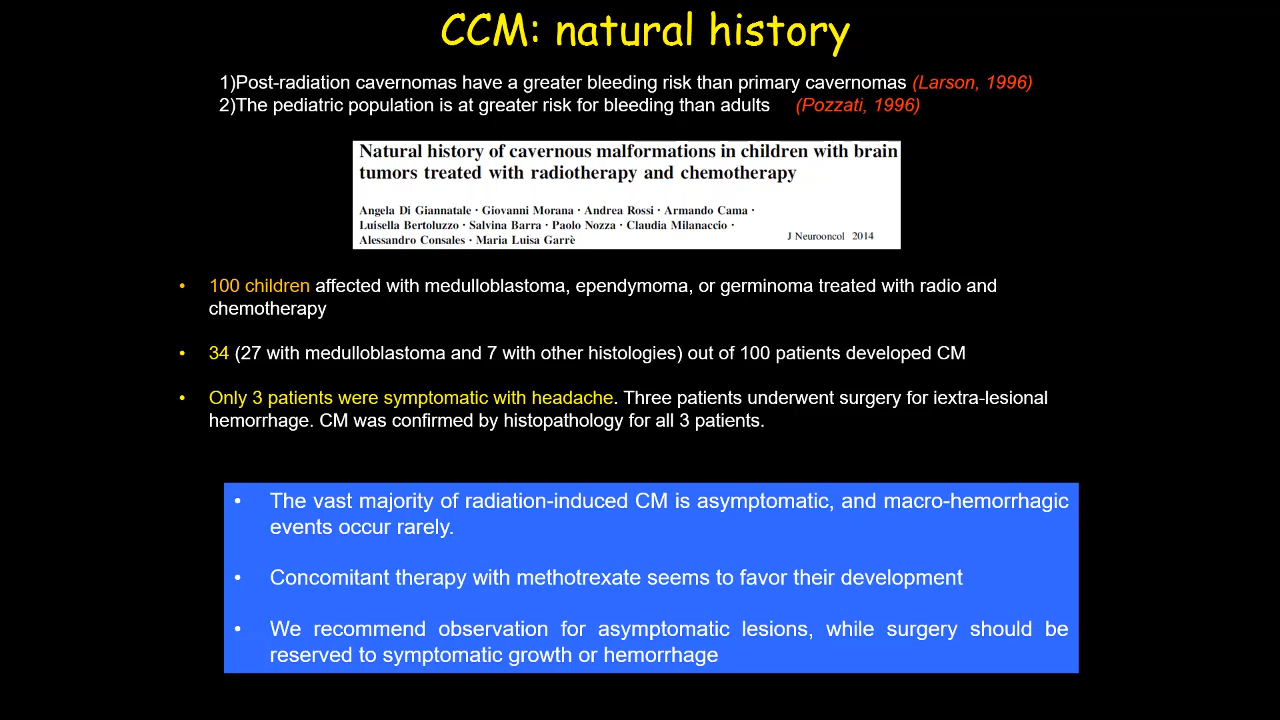 CCM: natural history
1)Post-radiation cavernomas have a greater bleeding risk than primary cavernomas (Larson, 1996)
2)The pediatric population is at greater risk for bleeding than adults (Pozzati, 1996)
Natural history of cavernous malformations in children with brain
tumors treated with radiotherapy and chemotherapy
Angela Di Giannatale · Giovanni Morana · Andrea Rossi · Armando Cama ·
Luisella Bertoluzzo · Salvina Barra · Paolo Nozza · Claudia Milanaccio ·
Alessandro Consales · Maria Luisa Garrè
J Neurooncol 2014
• 100 children affected with medulloblastoma, ependymoma, or germinoma treated with radio and
chemotherapy
• 34 (27 with medulloblastoma and 7 with other histologies) out of 100 patients developed CM
• Only 3 patients were symptomatic with headache. Three patients underwent surgery for iextra-lesional
hemorrhage. CM was confirmed by histopathology for all 3 patients.
• The vast majority of radiation-induced CM is asymptomatic, and macro-hemorrhagic
events occur rarely.
• Concomitant therapy with methotrexate seems to favor their development
• We recommend observation for asymptomatic lesions, while surgery should be
reserved to symptomatic growth or hemorrhage